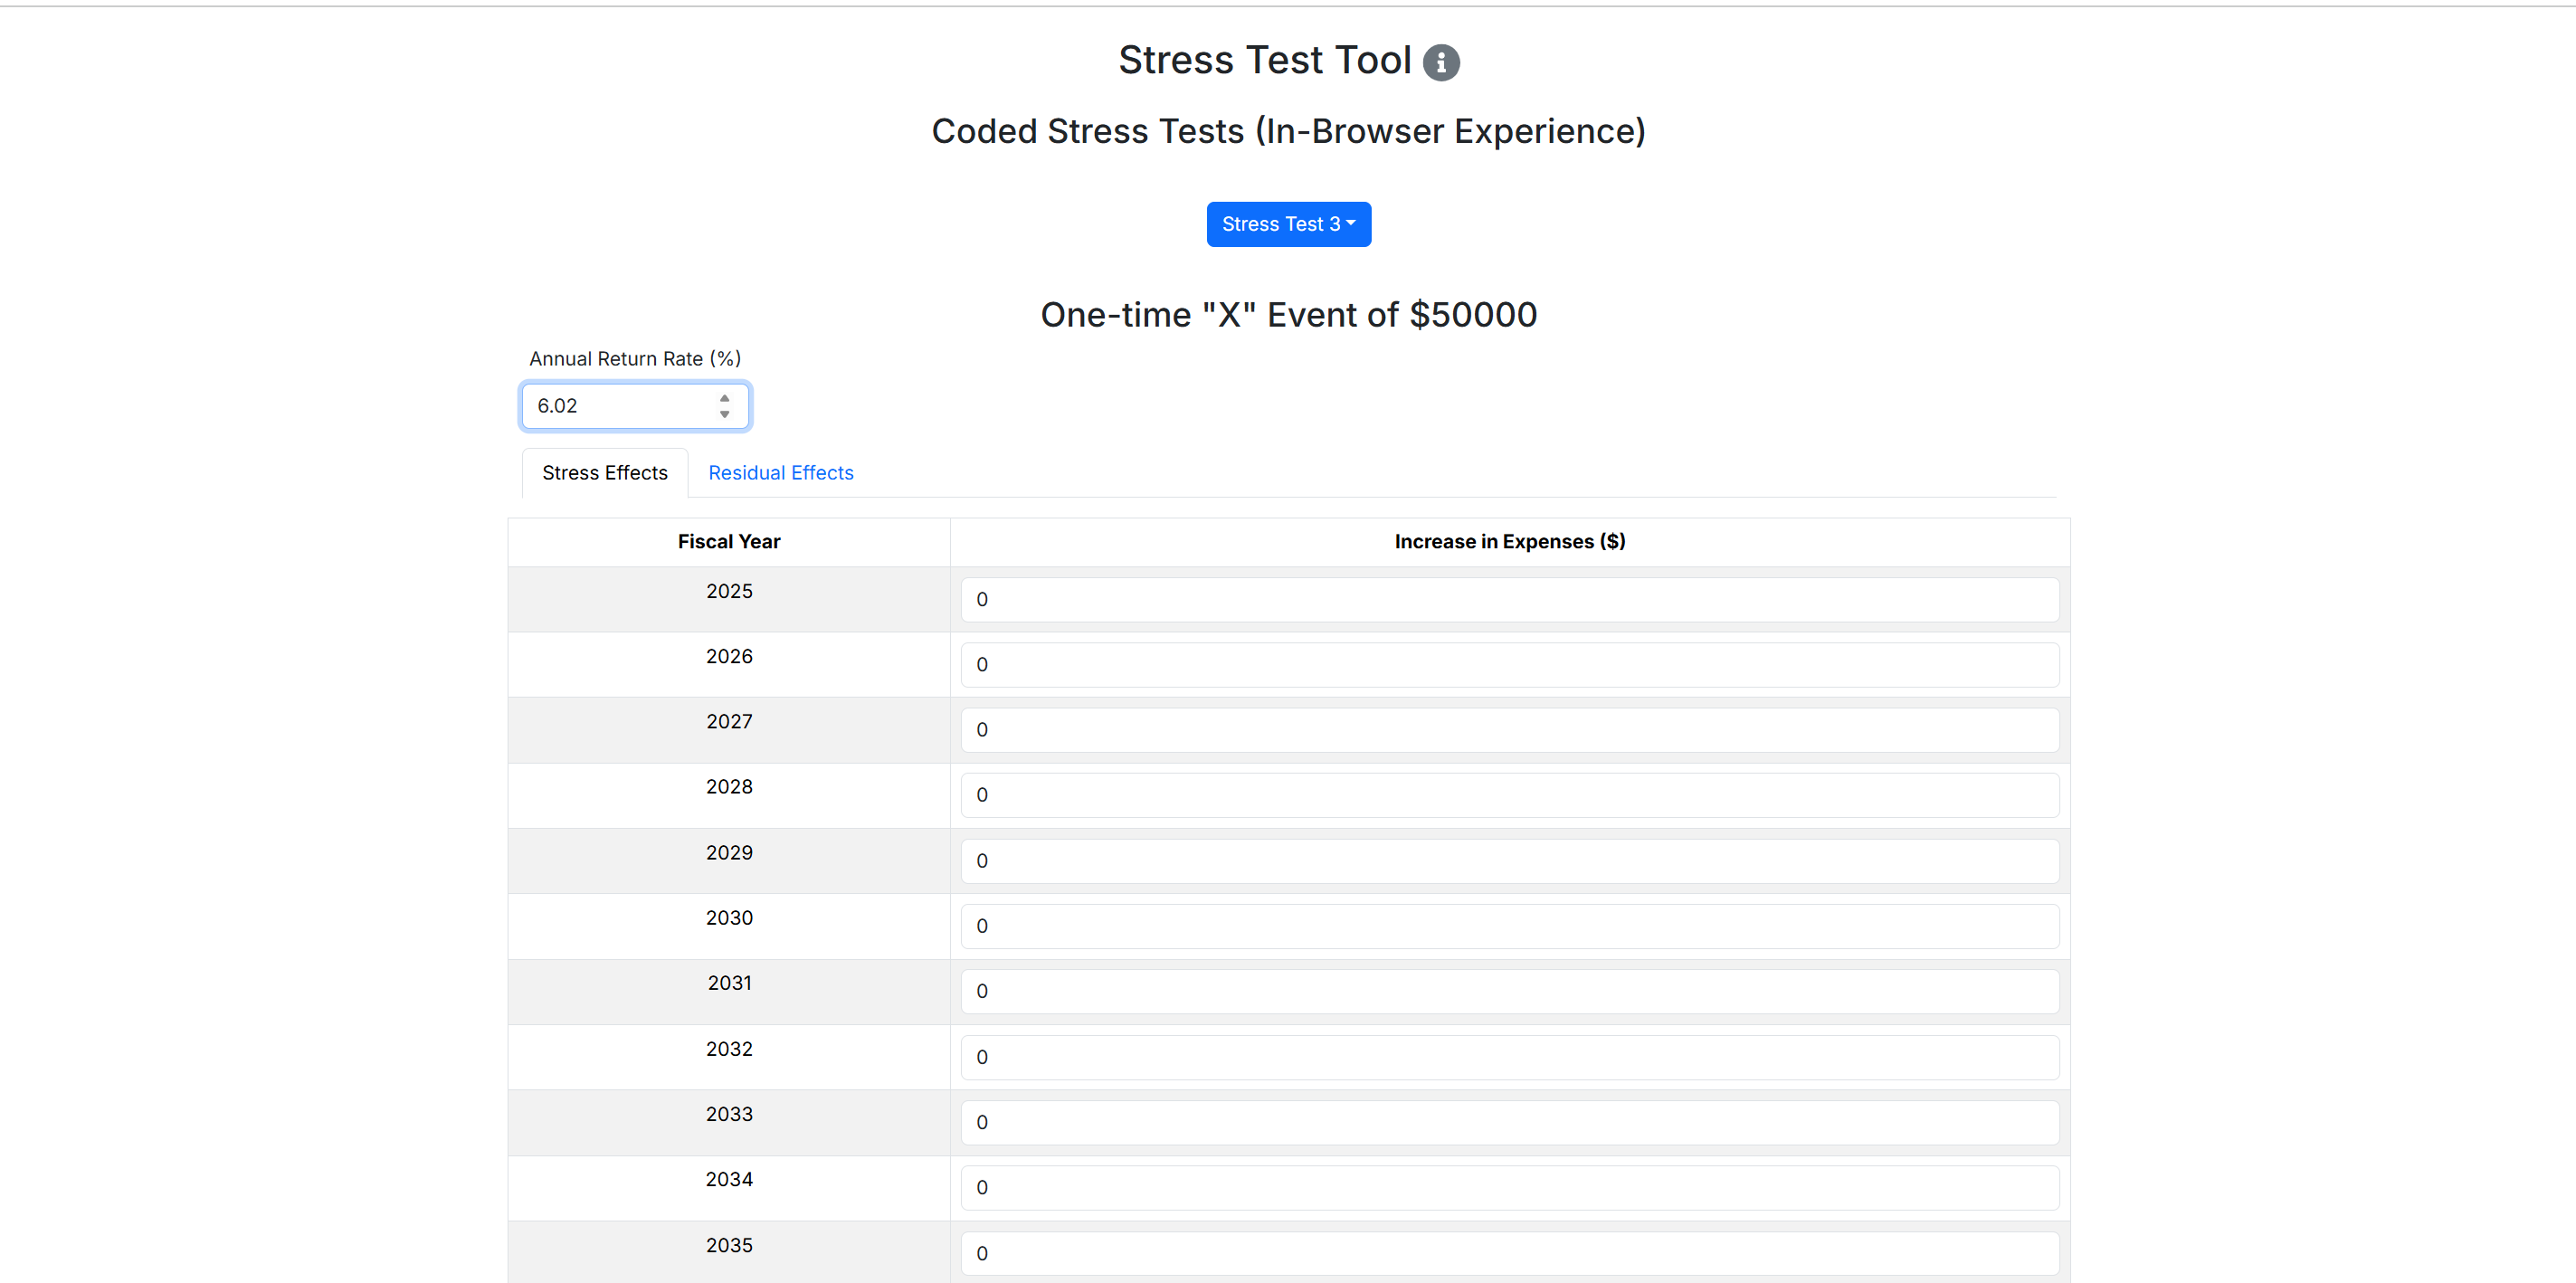 Stress Test Tool
Coded Stress Tests (In-Browser Experience)
Stress Test 3
One-time "X" Event of $50000
Annual Return Rate (%)
6.02
Stress Effects Residual Effects
Fiscal Year Increase in Expenses ($)
2025 0
2026 0
2027 0
2028 0
2029 0
2030 0
2031 0
2032 0
2033 0
2034 0
2035 0